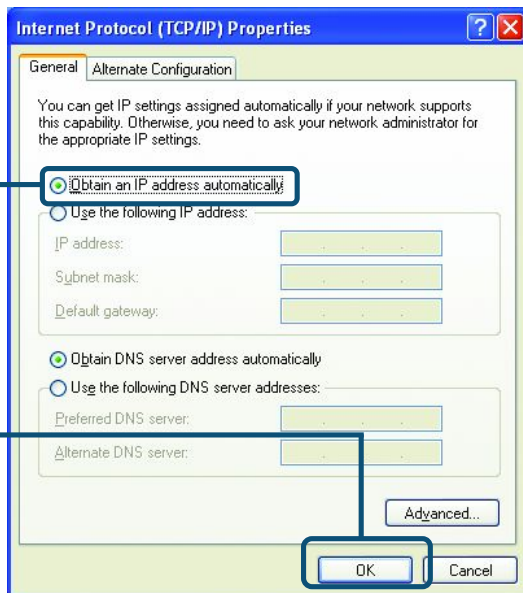 Internet Protocol (TCP/IP) Properties
General
Alternate Configuration
You can get IP settings assigned automatically if your network supports
this capability. Otherwise, you need to ask your network administrator for
the appropriate IP settings.
Obtain an IP address automatically
Use the following IP address:
IP address:
Subnet mask:
Default gateway:
Obtain DNS server address automatically
Use the following DNS server addresses:
Preferred DNS server:
Alternate DNS server:
Advanced...
OK
Cancel